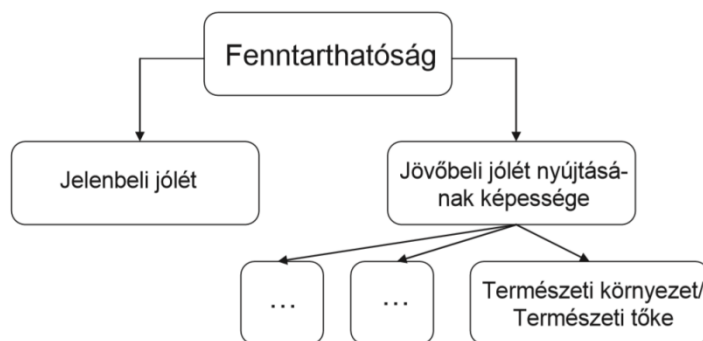 Fenntarthatóság
Jelenbeli jólét
Jövőbeli jólét nyújtásá-
nak képessége
...
...
Természeti környezet/
Természeti tőke